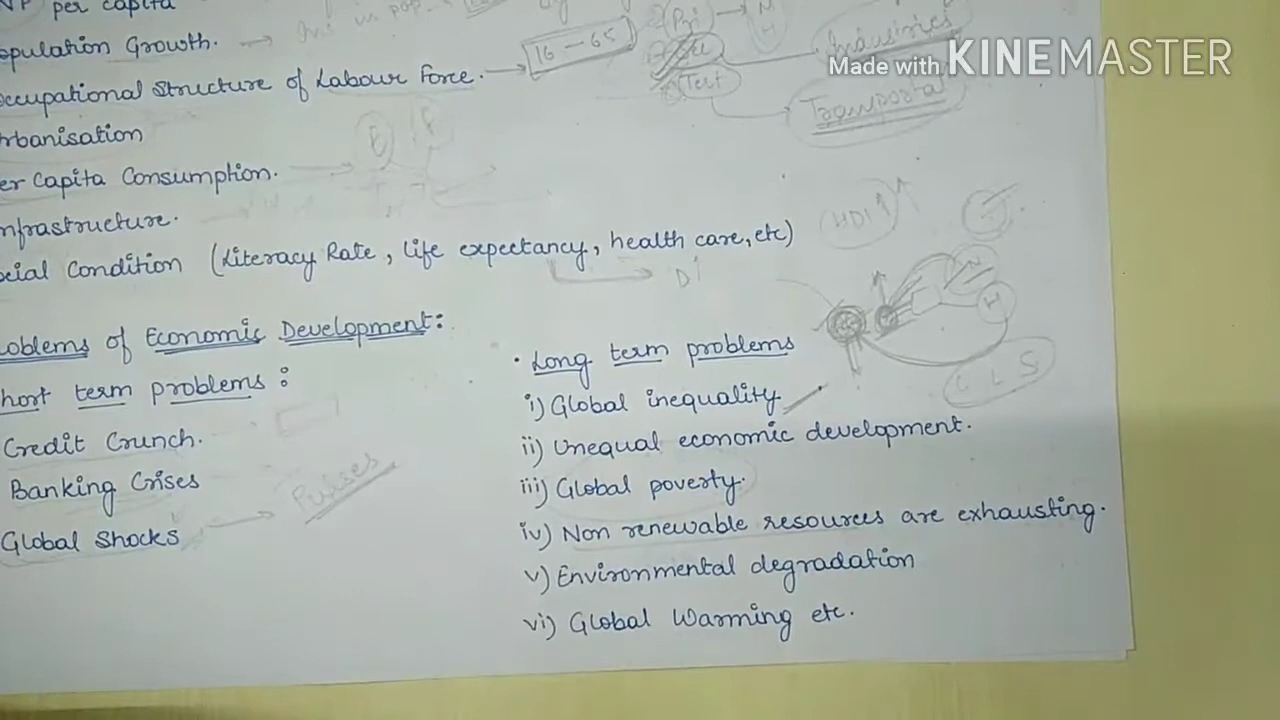 per capita
opulation Growth.
ccupational Structure of Labour Force. 16 - 65
Tert
Industries
Made with KINEMASTER
Transportat
rbanisation
er Capita Consumption.
nfrastructure.
HDI
cial Condition (Literacy Rate, life expectancy, health care, etc)
oblems of Economic Development:
hort term problems:
Credit Crunch.
Banking Crises
Global Shocks
· Long term problems
i) Global inequality
ii) Unequal economic development.
iii) Global poverty.
iv) Non renewable resources are exhausting.
v) Environmental degradation
vi) Global Warming etc.